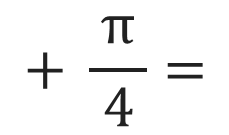 + π/4 =